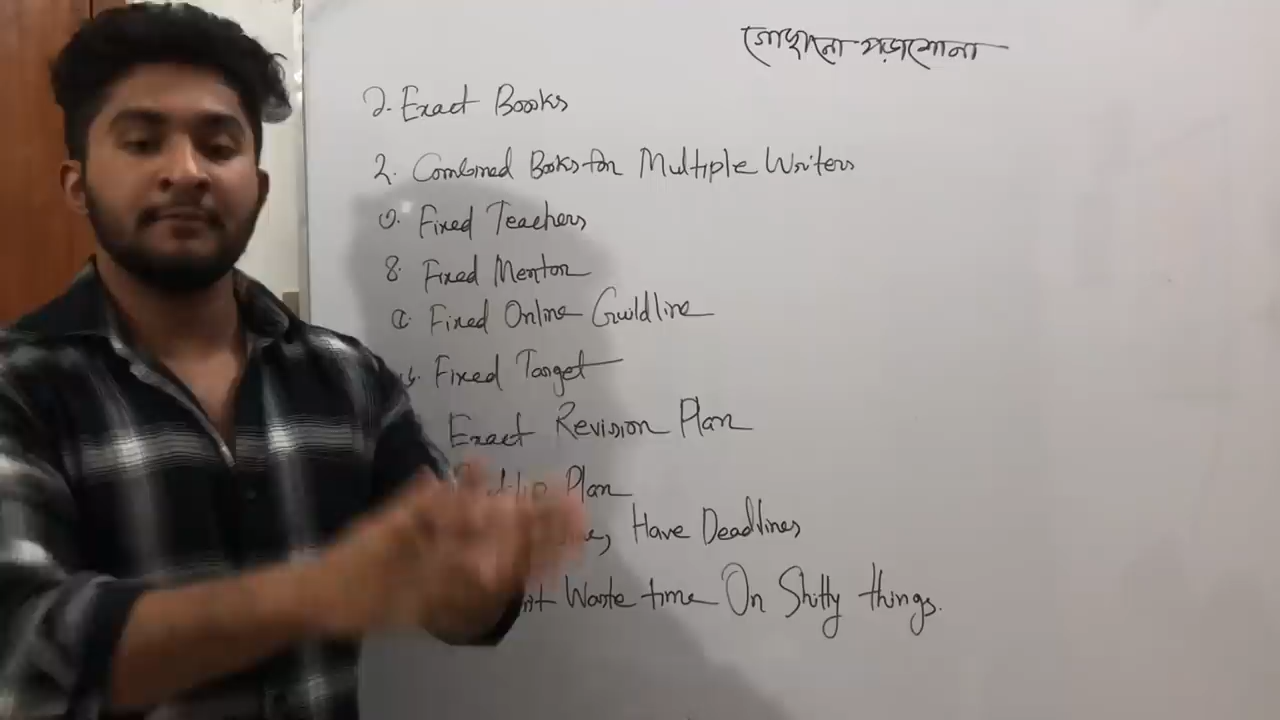 গোছানো পড়াশোনা
১. Exact Books
২. Combined Books for Multiple Writers
৩. Fixed Teachers
৪. Fixed Mentor
৫. Fixed Online Guildline
৬. Fixed Target
Exact Revision Plan
Plan
Have Deadlines
Waste time On Shitty things.